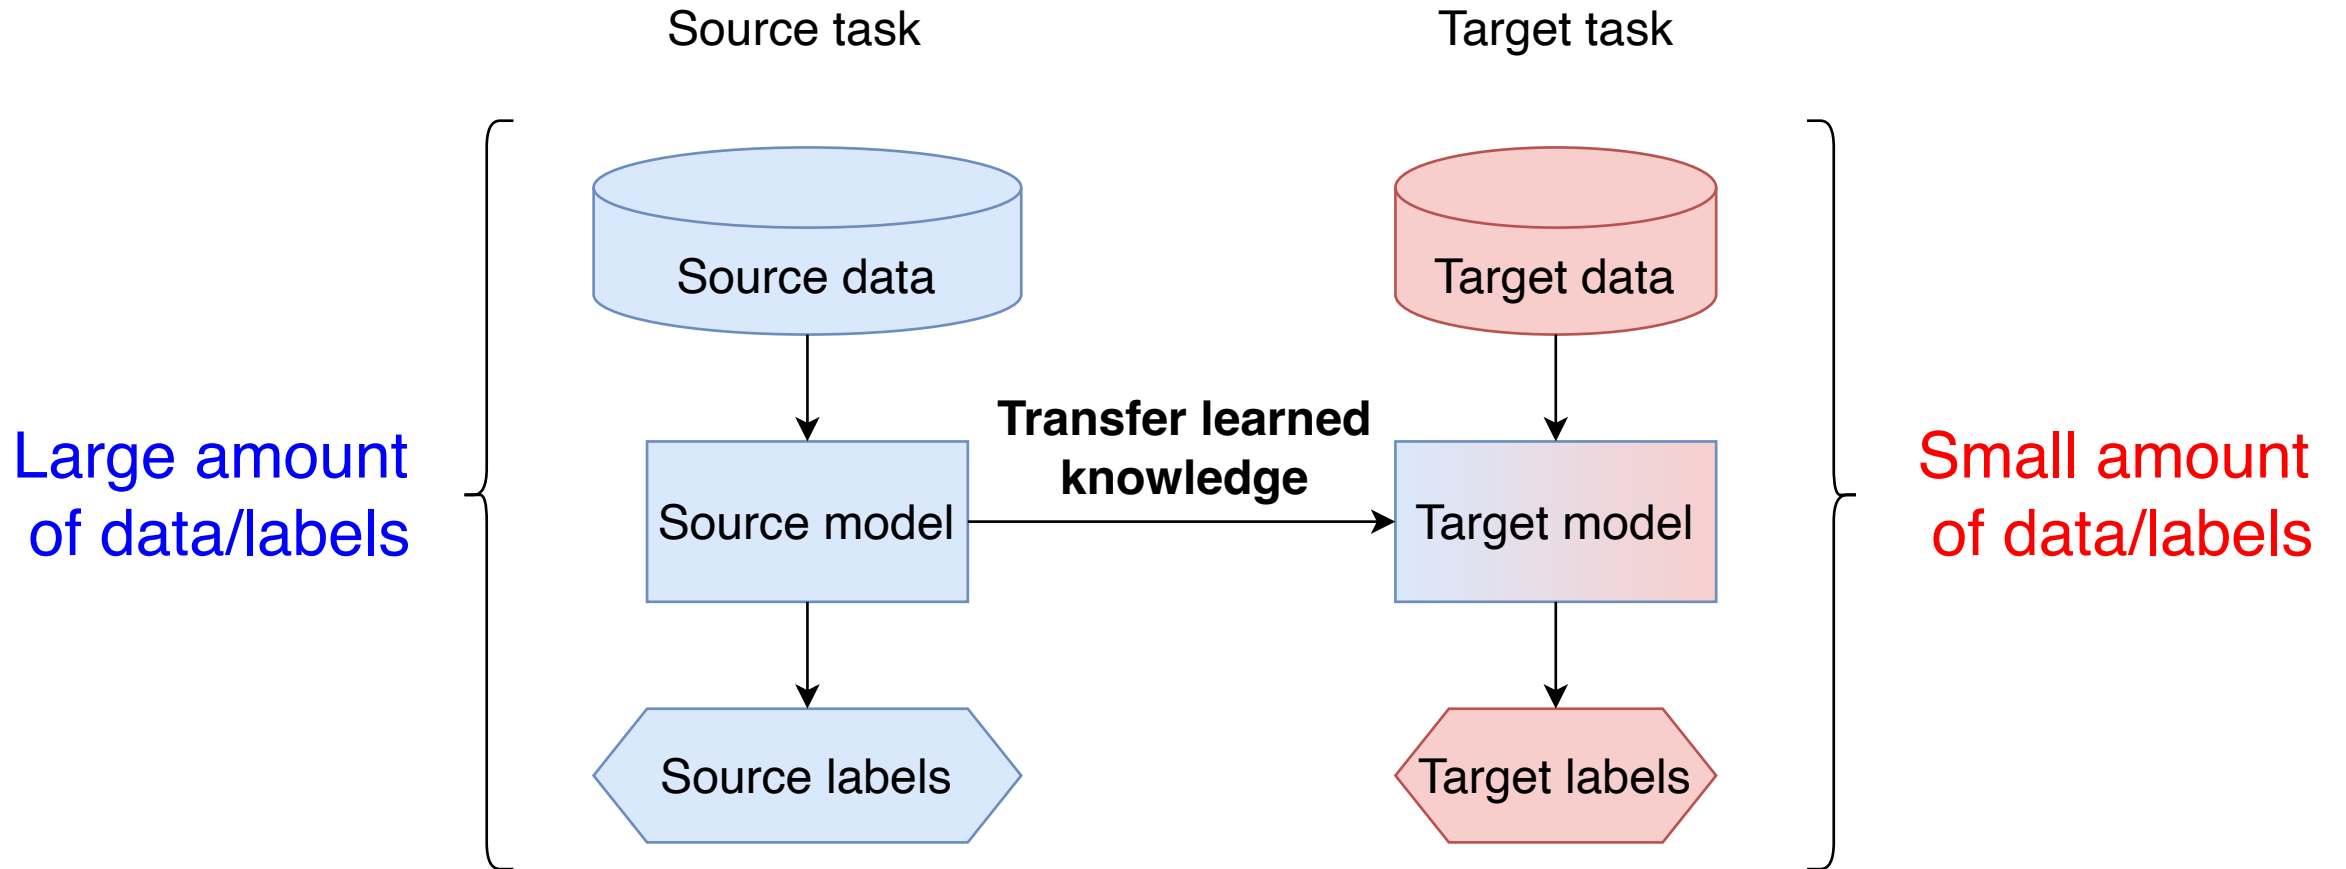 Source task
Target task
Source data
Target data
Large amount
of data/labels
Transfer learned
knowledge
Source model
Target model
Small amount
of data/labels
Source labels
Target labels